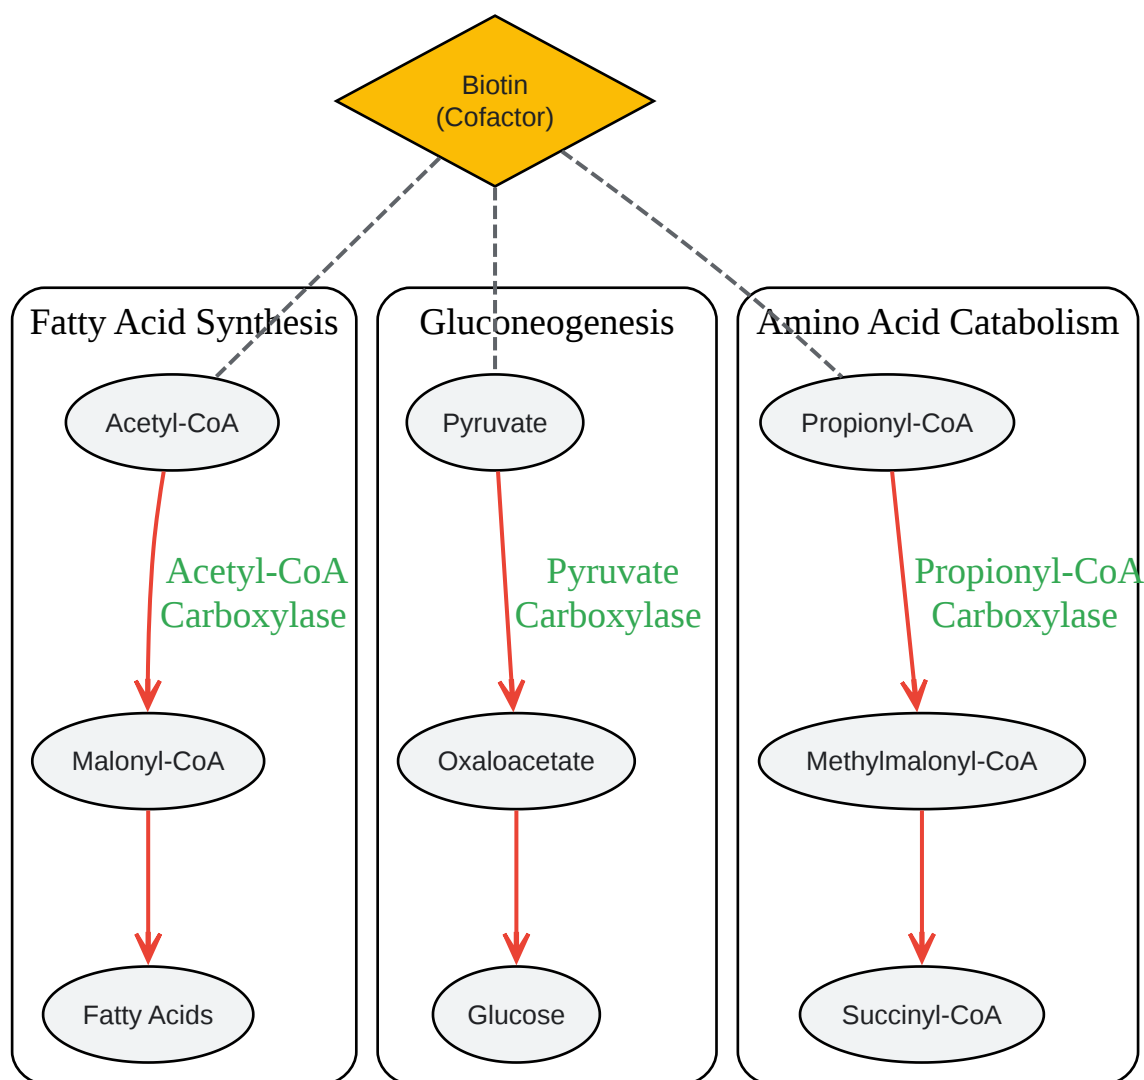 Biotin
(Cofactor)
Fatty Acid Synthesis
Gluconeogenesis
Amino Acid Catabolism
Acetyl-CoA
Pyruvate
Propionyl-CoA
Acetyl-CoA
Carboxylase
Pyruvate
Carboxylase
Propionyl-CoA
Carboxylase
Malonyl-CoA
Oxaloacetate
Methylmalonyl-CoA
Fatty Acids
Glucose
Succinyl-CoA